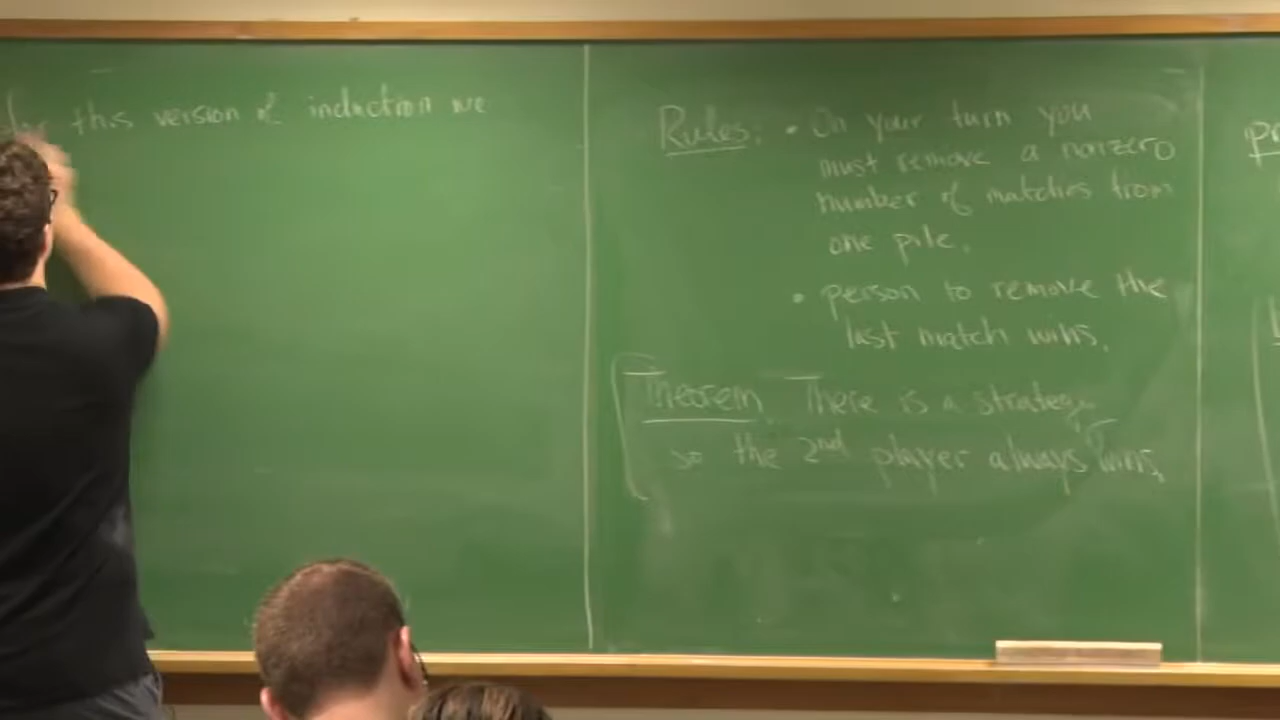 this version of induction we
Rules: • On your turn you
must remove a nonzero
number of matches from
one pile.
• person to remove the
last match wins.
Theorem. There is a strategy
so the 2nd player always wins.